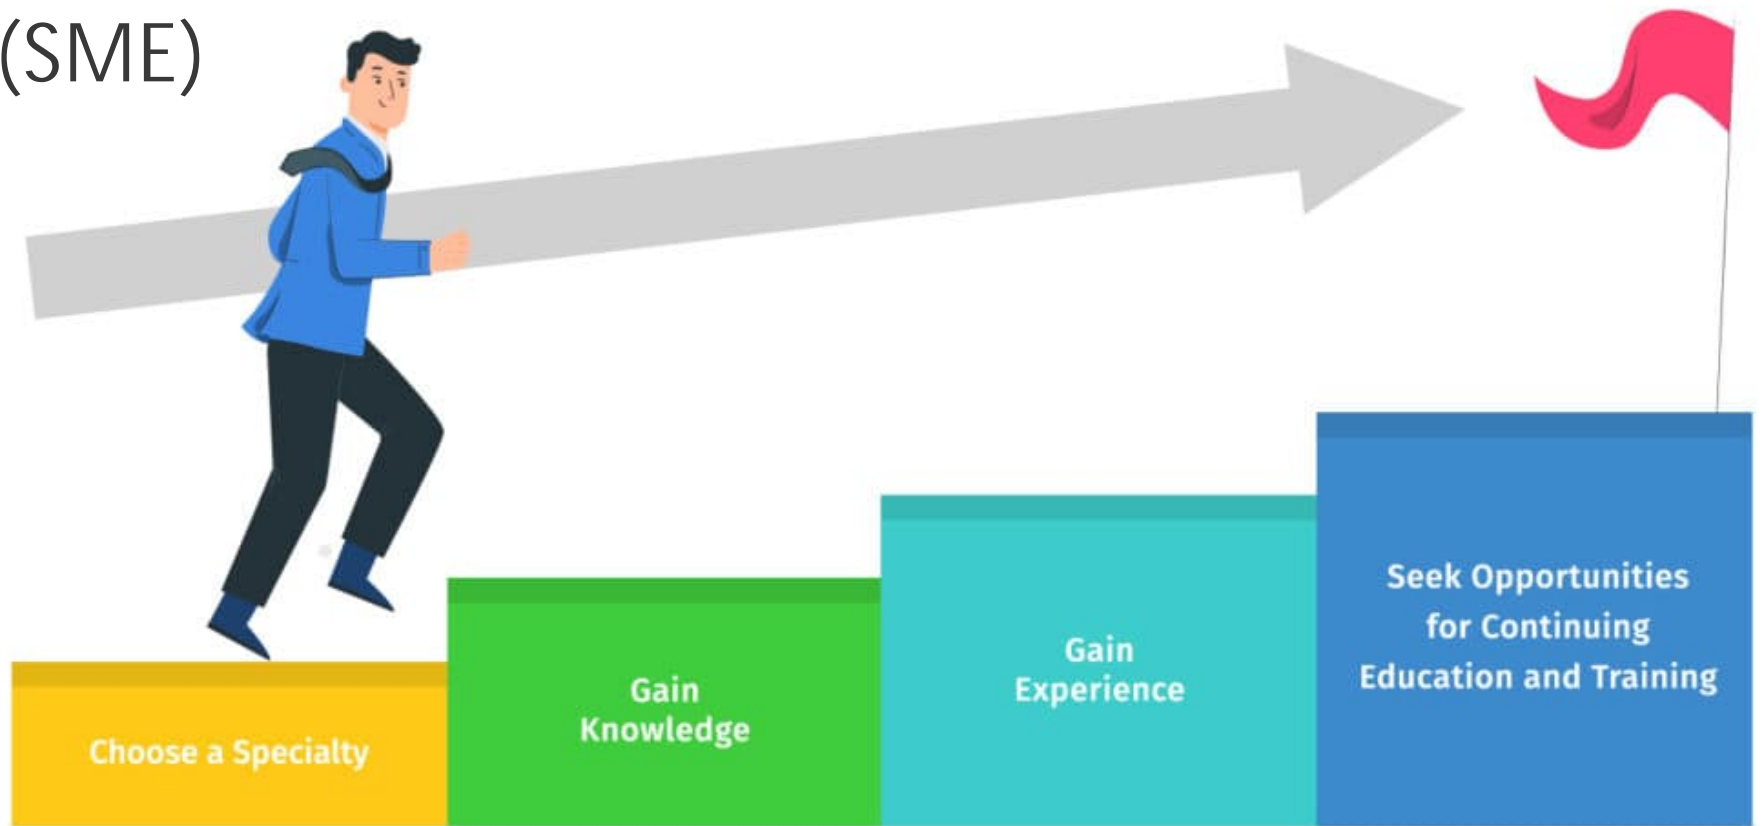 (SME)
Choose a Specialty
Gain
Knowledge
Gain
Experience
Seek Opportunities
for Continuing
Education and Training